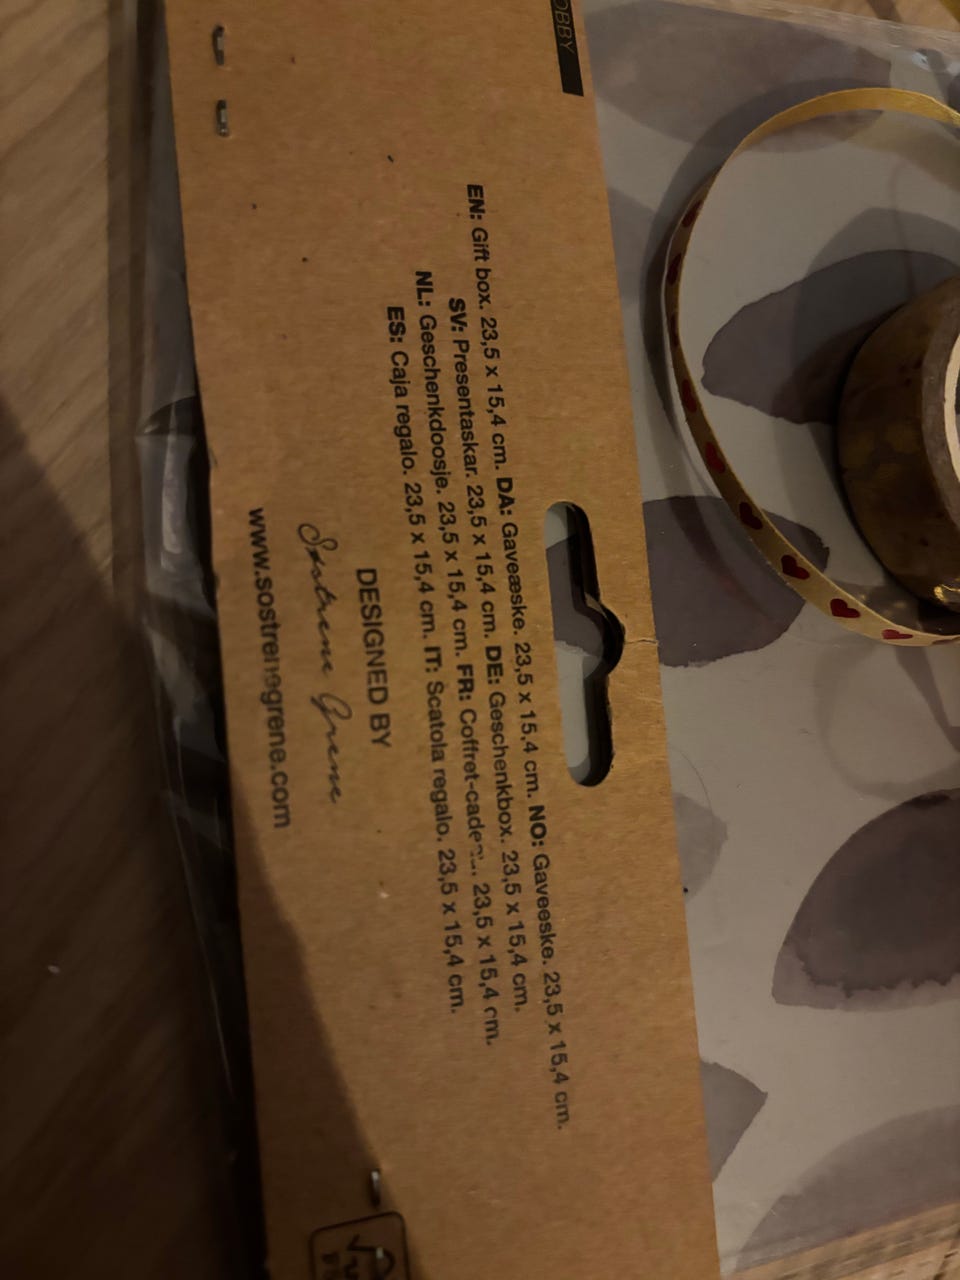 OBBY
EN: Gift box. 23,5 x 15,4 cm. DA: Gaveæske. 23,5 x 15,4 cm. NO: Gaveeske. 23,5 x 15,4 cm.
SV: Presentaskar. 23,5 x 15,4 cm. DE: Geschenkbox. 23,5 x 15,4 cm.
NL: Geschenkdoosje. 23,5 x 15,4 cm. FR: 23,5 x 15,4 cm.
ES: Caja regalo. 23,5 x 15,4 cm. IT: Scatola regalo. 23,5 x 15,4 cm.
DESIGNED BY
Søstrene Grene
www.sostrenegrene.com